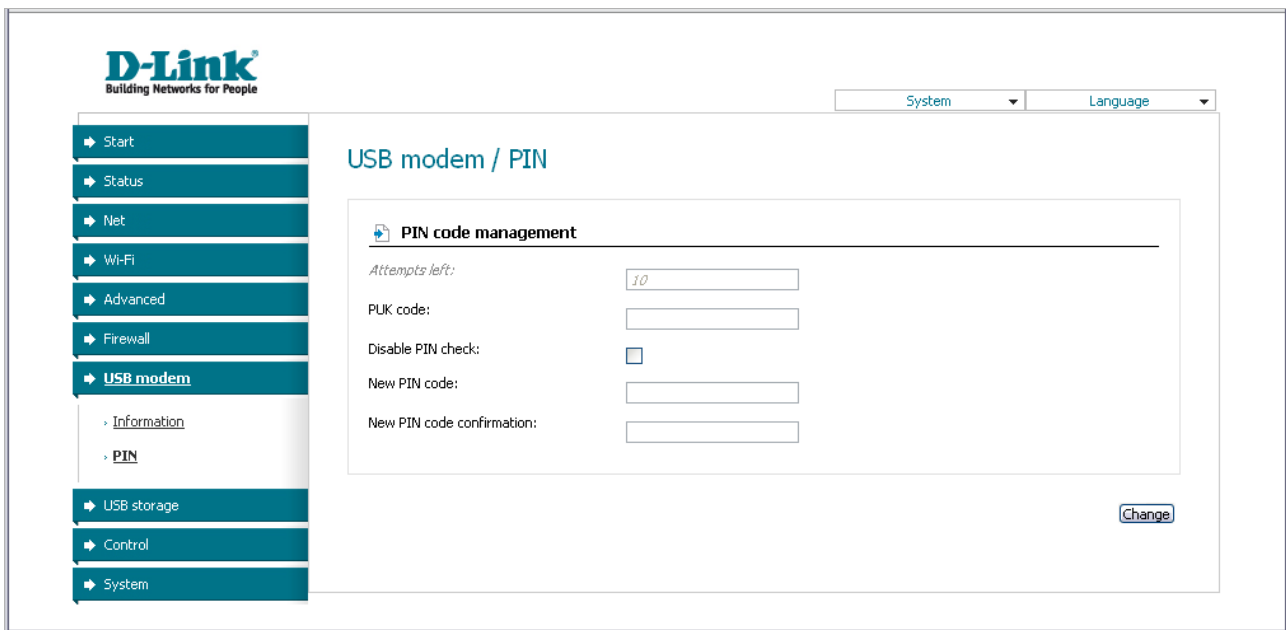 D-Link
Building Networks for People
System
Language
Start
Status
Net
Wi-Fi
Advanced
Firewall
USB modem
Information
PIN
USB storage
Control
System
USB modem / PIN
PIN code management
Attempts left: 10
PUK code:
Disable PIN check:
New PIN code:
New PIN code confirmation:
Change